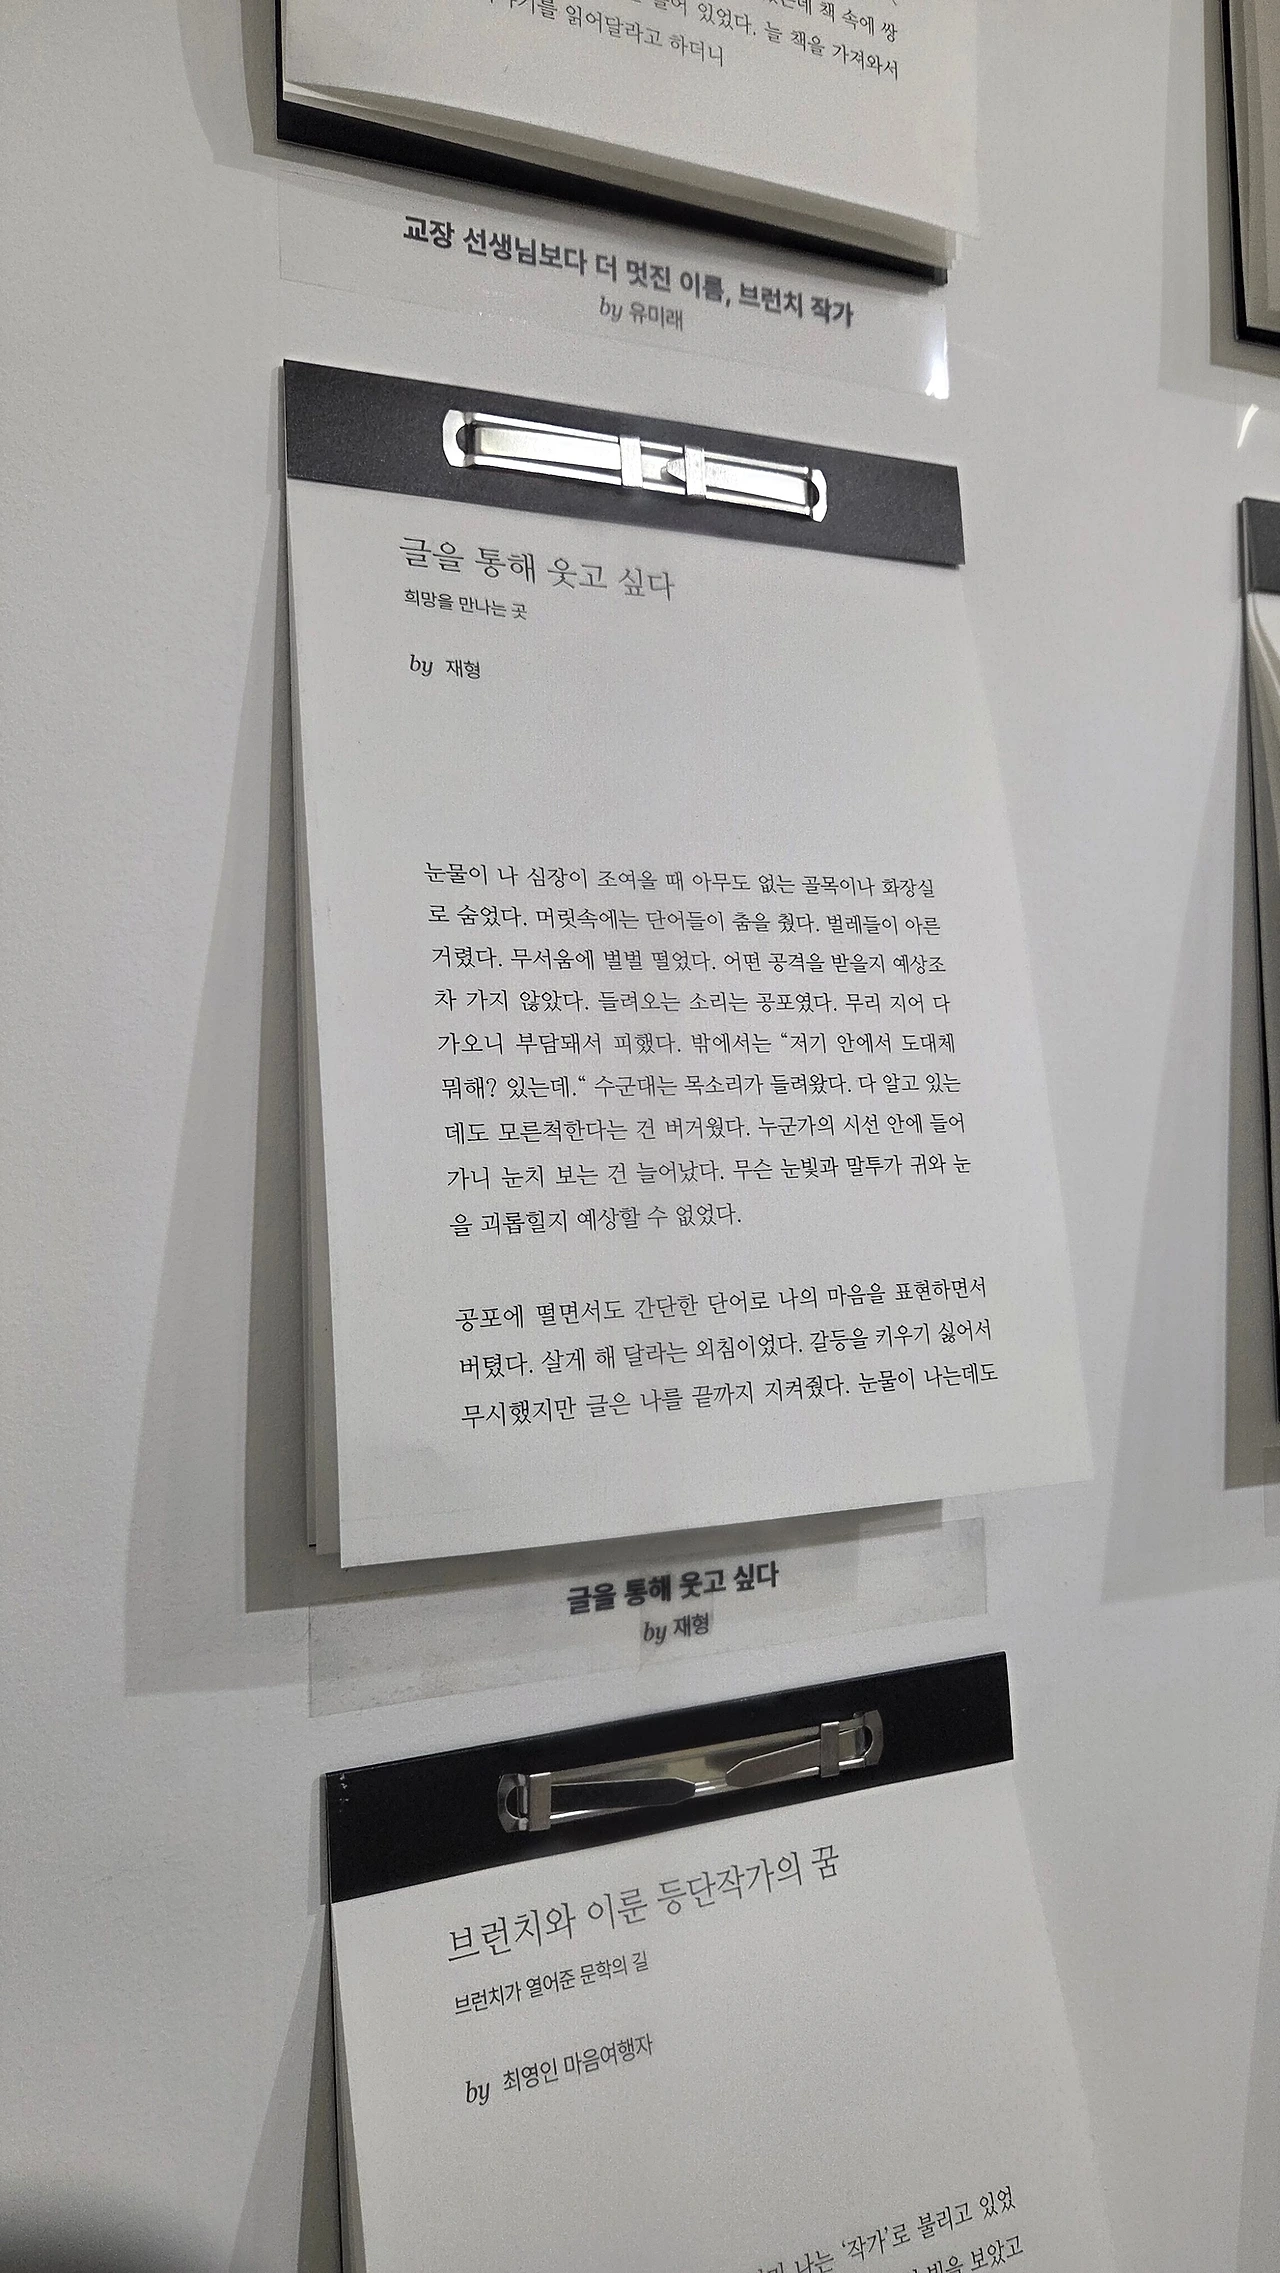 데 책 속에 쌍
있었다. 늘 책을 가져와서
읽어달라고 하더니
교장 선생님보다 더 멋진 이름, 브런치 작가
by 유미래
글을 통해 웃고 싶다
희망을 만나는 곳
by 재형
눈물이 나 심장이 조여올 때 아무도 없는 골목이나 화장실
로 숨었다. 머릿속에는 단어들이 춤을 췄다. 벌레들이 아른
거렸다. 무서움에 벌벌 떨었다. 어떤 공격을 받을지 예상조
차 가지 않았다. 들려오는 소리는 공포였다. 무리 지어 다
가오니 부담돼서 피했다. 밖에서는 “저기 안에서 도대체
뭐해? 있는데.“ 수군대는 목소리가 들려왔다. 다 알고 있는
데도 모른척한다는 건 버거웠다. 누군가의 시선 안에 들어
가니 눈치 보는 건 늘어났다. 무슨 눈빛과 말투가 귀와 눈
을 괴롭힐지 예상할 수 없었다.
공포에 떨면서도 간단한 단어로 나의 마음을 표현하면서
버텼다. 살게 해 달라는 외침이었다. 갈등을 키우기 싫어서
무시했지만 글은 나를 끝까지 지켜줬다. 눈물이 나는데도
글을 통해 웃고 싶다
by 재형
브런치와 이룬 등단작가의 꿈
브런치가 열어준 문학의 길
by 최영인 마음여행자
나는 ‘작가’로 불리고 있었
빛을 보았고